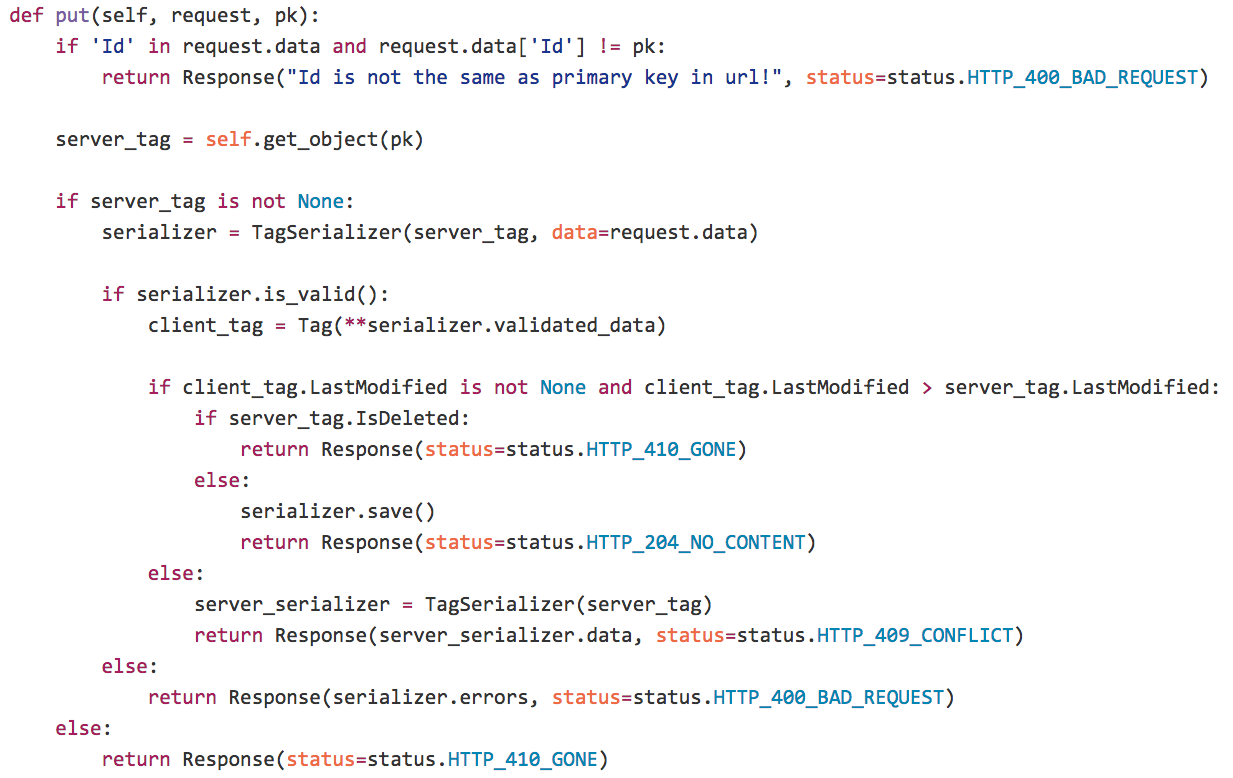 def put(self, request, pk):
    if 'Id' in request.data and request.data['Id'] != pk:
        return Response("Id is not the same as primary key in url!", status=status.HTTP_400_BAD_REQUEST)

    server_tag = self.get_object(pk)

    if server_tag is not None:
        serializer = TagSerializer(server_tag, data=request.data)

        if serializer.is_valid():
            client_tag = Tag(**serializer.validated_data)

            if client_tag.LastModified is not None and client_tag.LastModified > server_tag.LastModified:
                if server_tag.IsDeleted:
                    return Response(status=status.HTTP_410_GONE)
                else:
                    serializer.save()
                    return Response(status=status.HTTP_204_NO_CONTENT)
            else:
                server_serializer = TagSerializer(server_tag)
                return Response(server_serializer.data, status=status.HTTP_409_CONFLICT)
        else:
            return Response(serializer.errors, status=status.HTTP_400_BAD_REQUEST)
    else:
        return Response(status=status.HTTP_410_GONE)